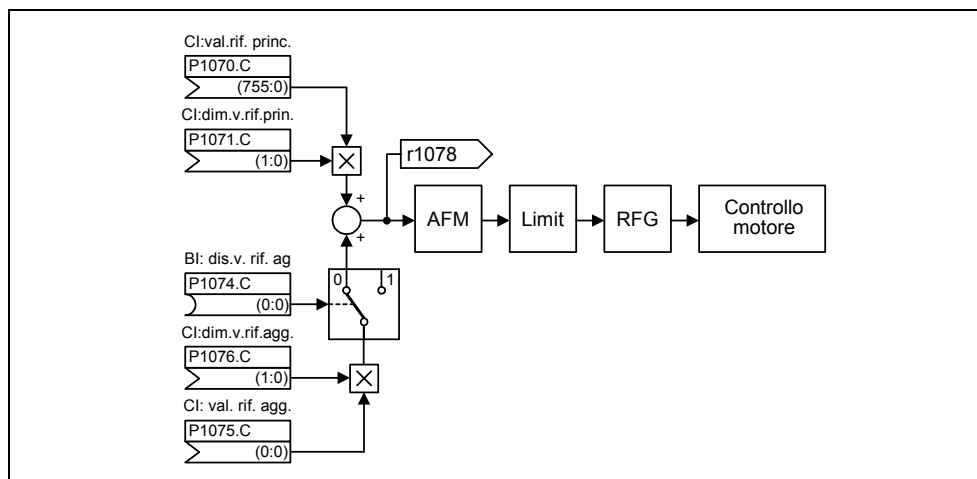 CI:val.rif. princ.
P1070.C
(755:0)
CI:dim.v.rif.prin.
P1071.C
(1:0)
r1078
+
+
AFM
Limit
RFG
Controllo
motore
BI: dis.v. rif. ag
P1074.C
(0:0)
0
1
CI:dim.v.rif.agg.
P1076.C
(1:0)
CI: val. rif. agg.
P1075.C
(0:0)